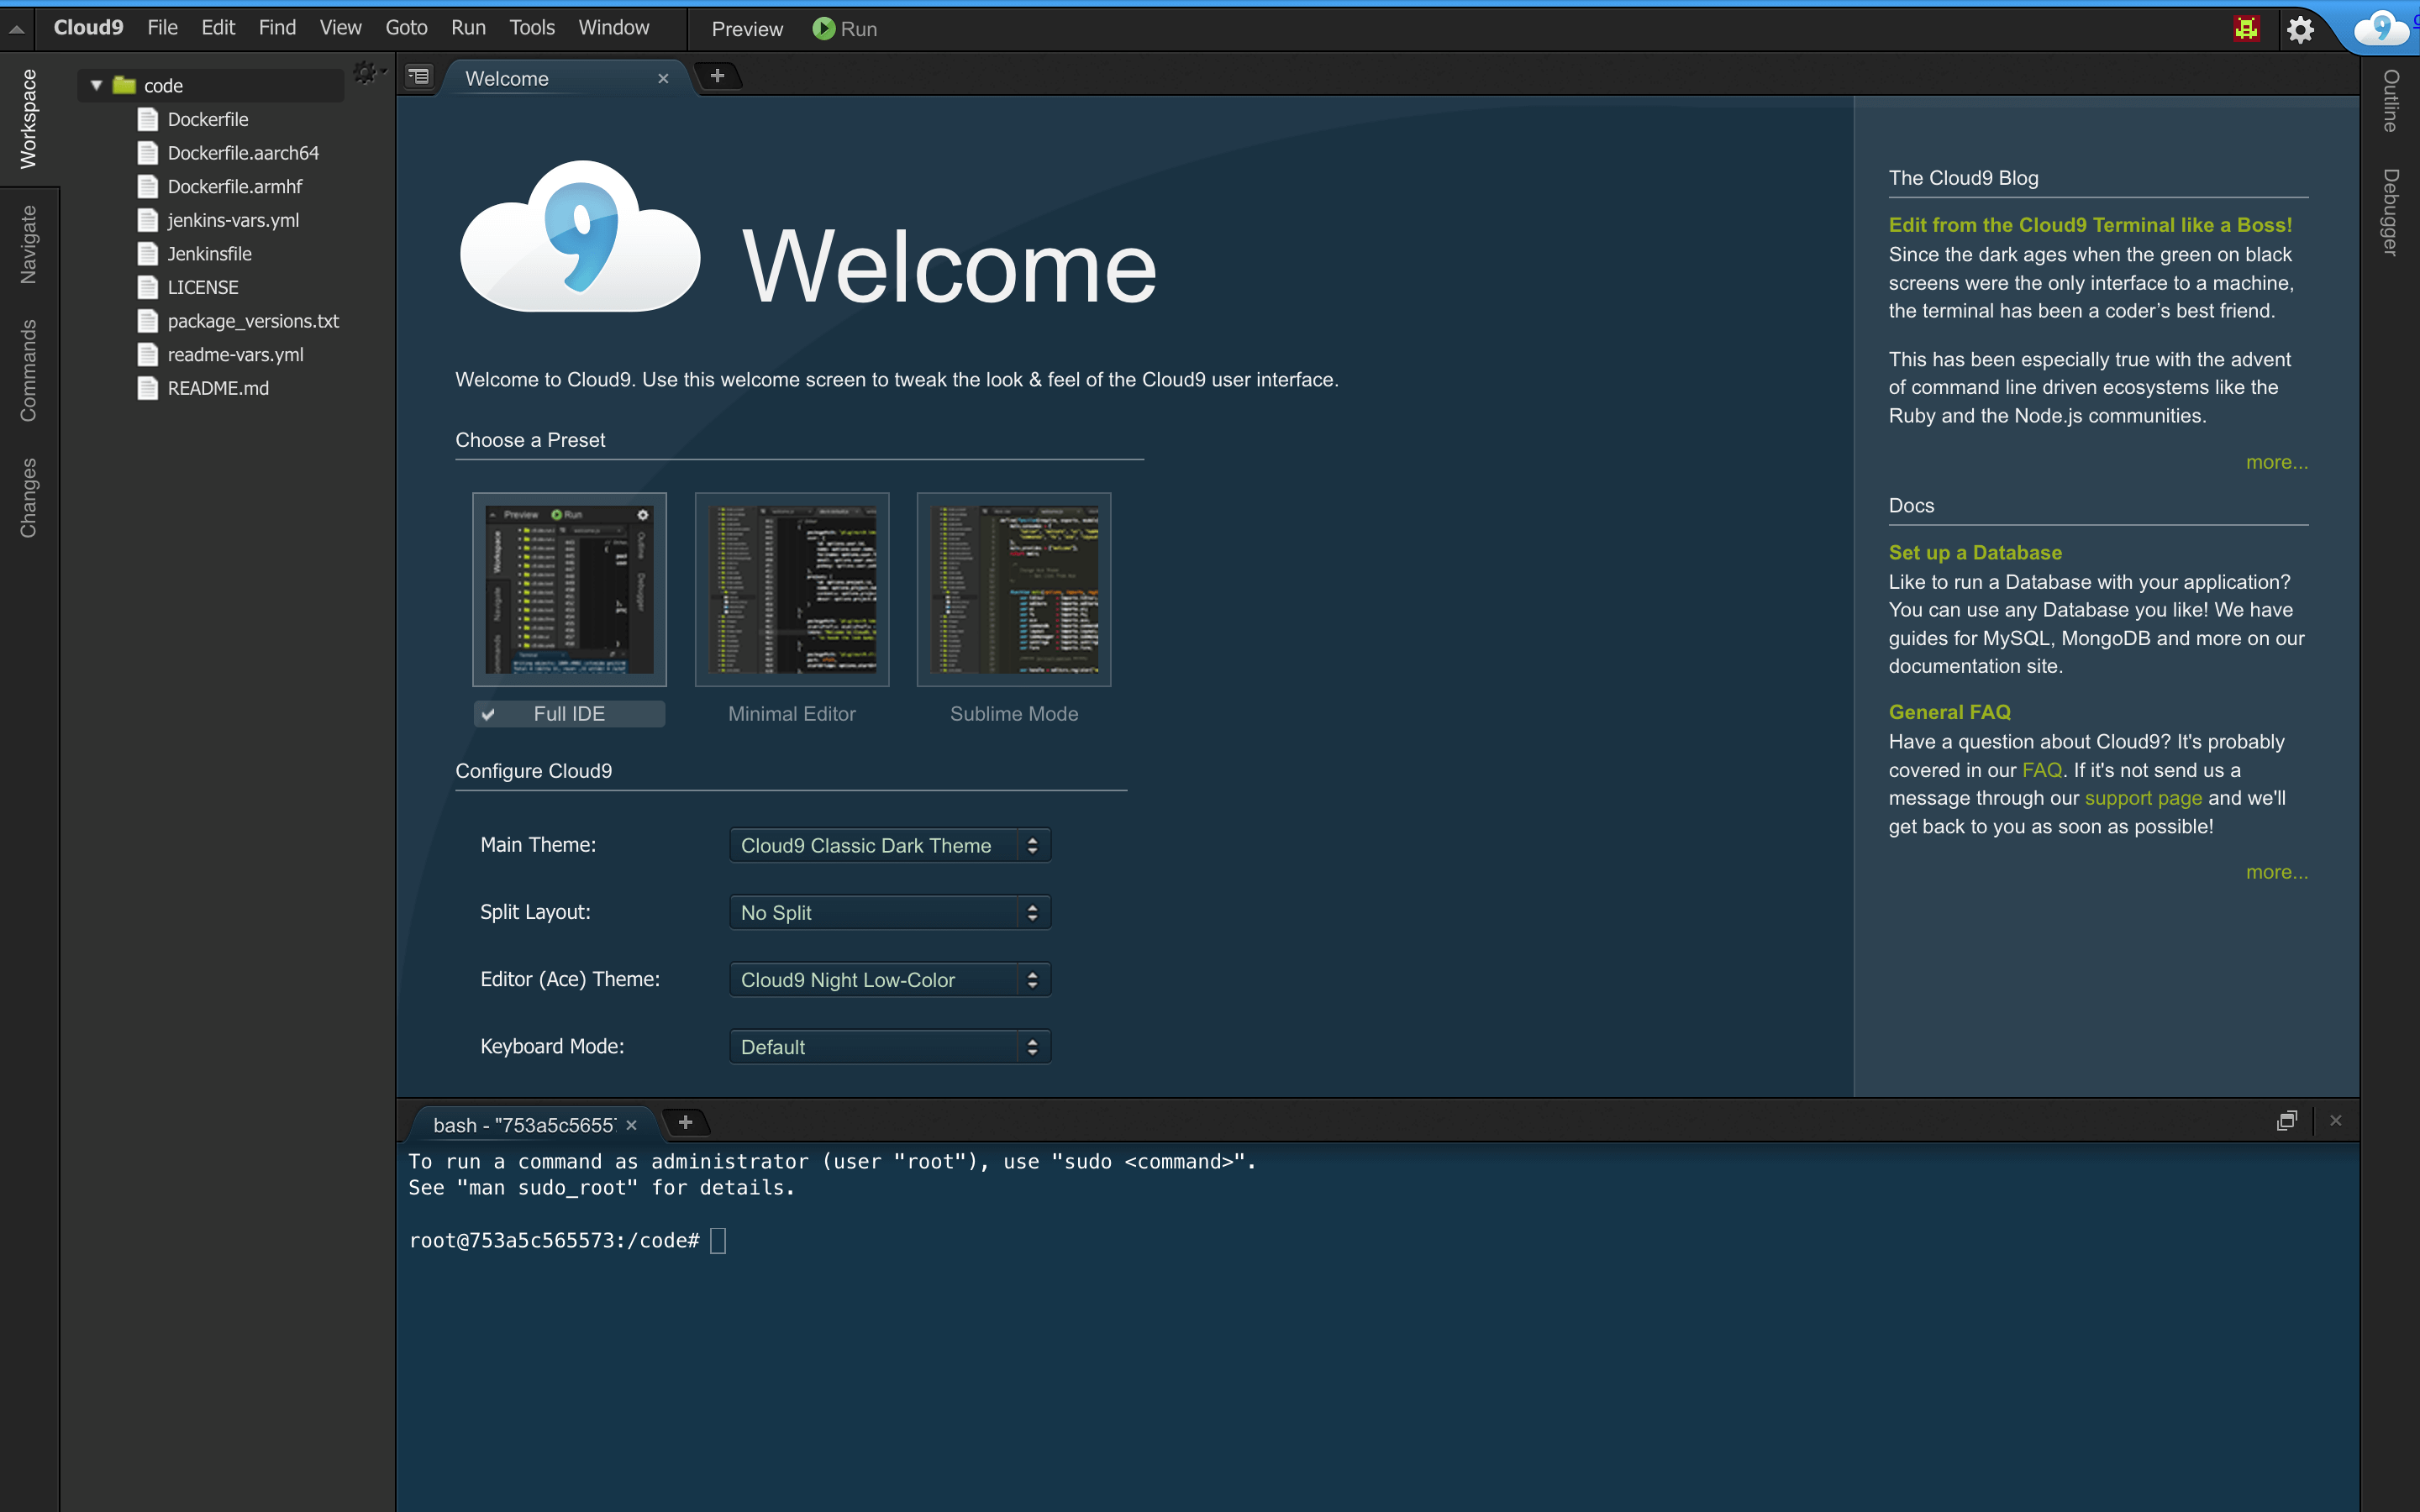 Cloud9 File Edit Find View Goto Run Tools Window Preview Run
Workspace
Navigate
Commands
Changes
code
Dockerfile
Dockerfile.aarch64
Dockerfile.armhf
jenkins-vars.yml
Jenkinsfile
LICENSE
package_versions.txt
readme-vars.yml
README.md
Welcome
9
Welcome
Welcome to Cloud9. Use this welcome screen to tweak the look & feel of the Cloud9 user interface.
Choose a Preset
Preview Run
Workspace
Navigate
Outline
Debugger
Full IDE
Minimal Editor
Sublime Mode
Configure Cloud9
Main Theme: Cloud9 Classic Dark Theme
Split Layout: No Split
Editor (Ace) Theme: Cloud9 Night Low-Color
Keyboard Mode: Default
The Cloud9 Blog
Edit from the Cloud9 Terminal like a Boss!
Since the dark ages when the green on black
screens were the only interface to a machine,
the terminal has been a coder’s best friend.
This has been especially true with the advent
of command line driven ecosystems like the
Ruby and the Node.js communities.
more...
Docs
Set up a Database
Like to run a Database with your application?
You can use any Database you like! We have
guides for MySQL, MongoDB and more on our
documentation site.
General FAQ
Have a question about Cloud9? It's probably
covered in our FAQ. If it's not send us a
message through our support page and we'll
get back to you as soon as possible!
more...
9
Outline
Debugger
bash - "753a5c5655
To run a command as administrator (user "root"), use "sudo <command>".
See "man sudo_root" for details.
root@753a5c565573:/code#